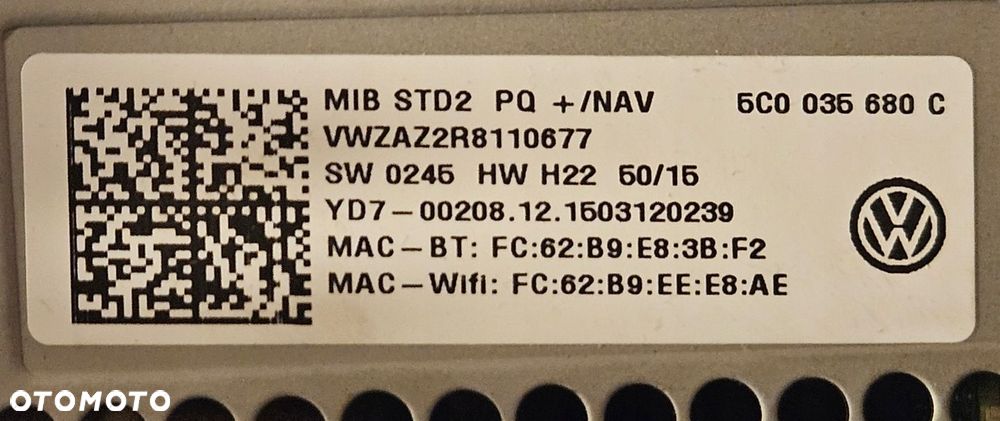 MIB STD2 PQ +/NAV 5C0 035 680 C
VWZAZ2R8110677
SW 0245 HW H22 50/15
YD7-00208.12.1503120239
MAC-BT: FC:62:B9:E8:3B:F2
MAC-Wifi: FC:62:B9:EE:E8:AE
OTOMOTO